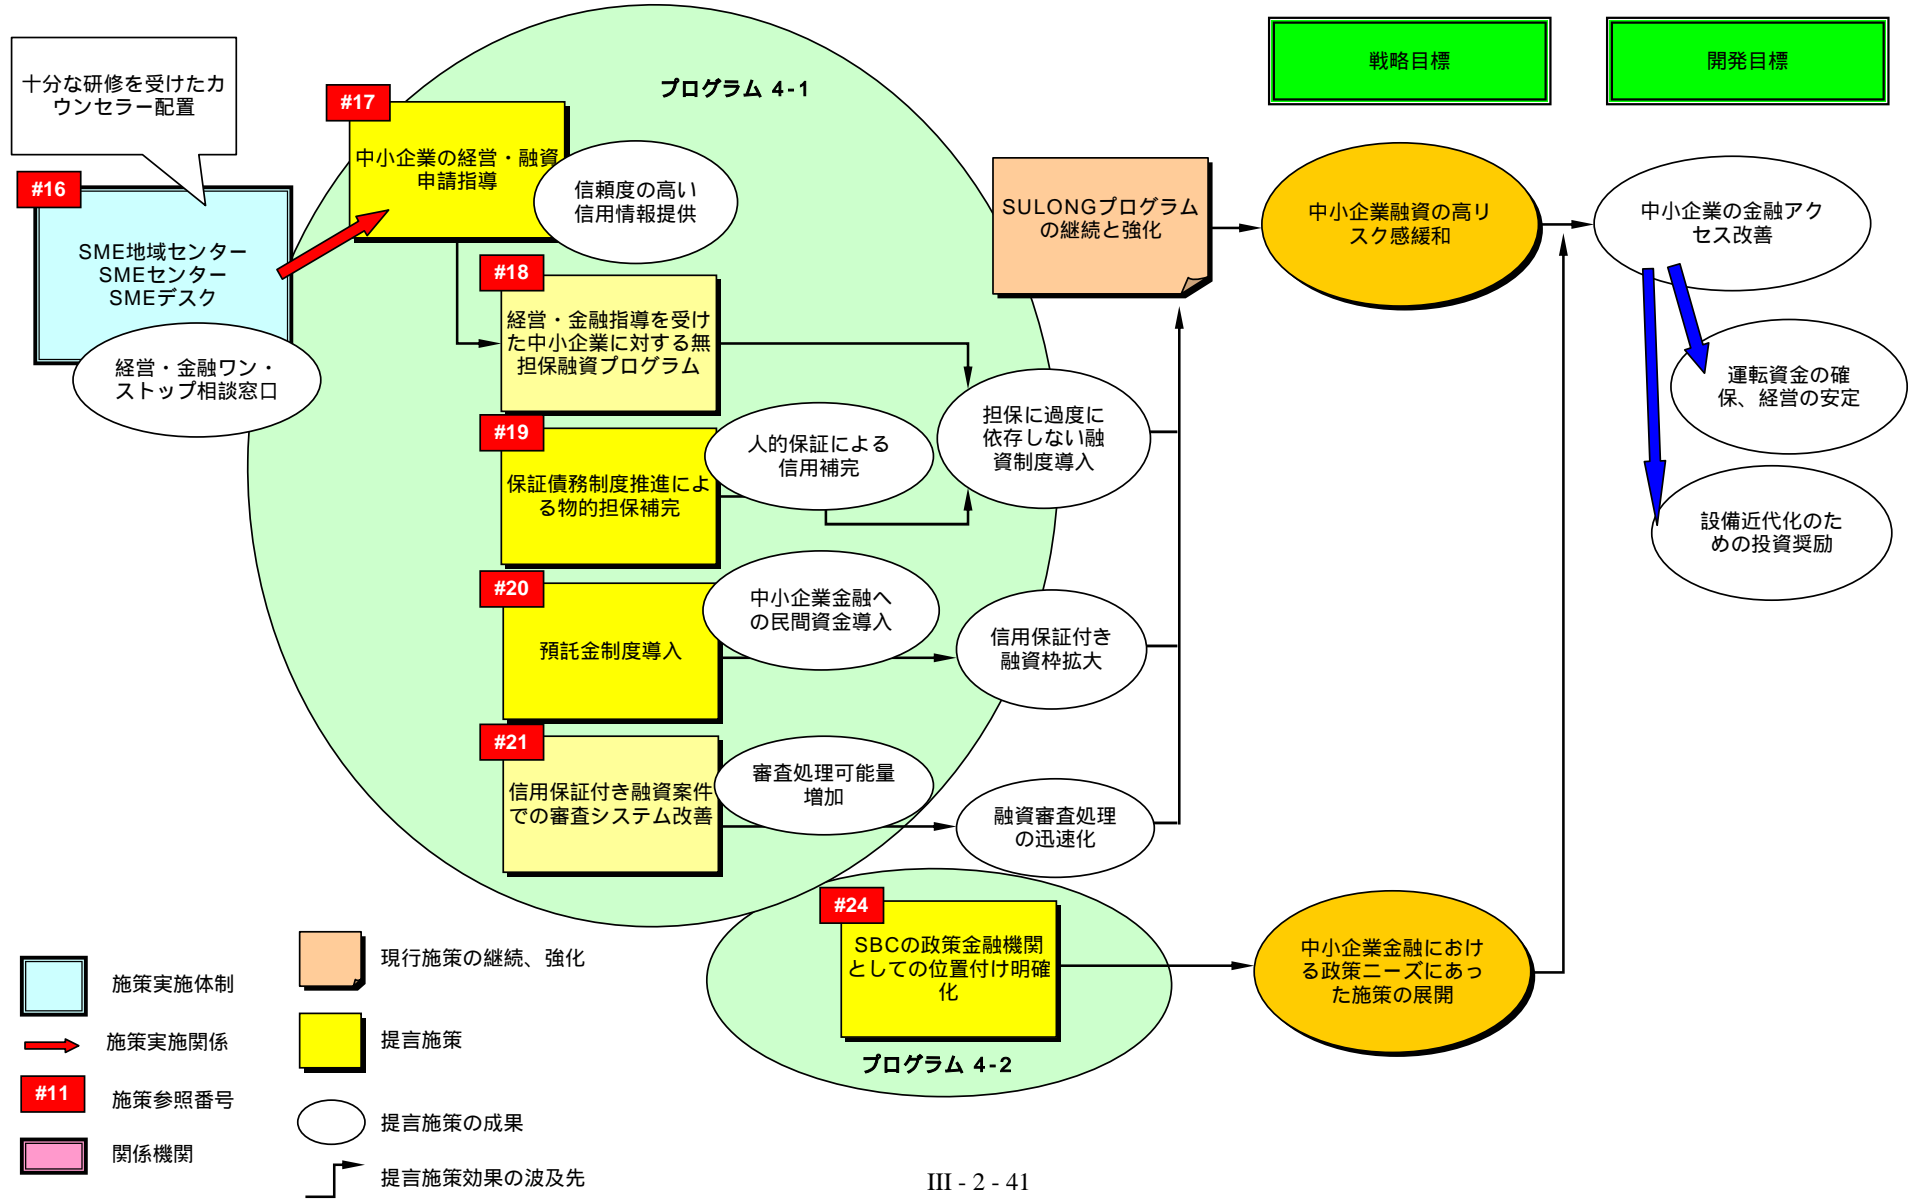 戦略目標
開発目標
十分な研修を受けたカ
ウンセラー配置
プログラム 4-1
#17
中小企業の経営・融資
申請指導
信頼度の高い
信用情報提供
#16
SME地域センター
SMEセンター
SMEデスク
経営・金融ワン・
ストップ相談窓口
SULONGプログラム
の継続と強化
中小企業融資の高リ
スク感緩和
中小企業の金融アク
セス改善
#18
経営・金融指導を受け
た中小企業に対する無
担保融資プログラム
運転資金の確
保、経営の安定
#19
保証債務制度推進によ
る物的担保補完
人的保証による
信用補完
担保に過度に
依存しない融
資制度導入
設備近代化のた
めの投資奨励
#20
預託金制度導入
中小企業金融へ
の民間資金導入
信用保証付き
融資枠拡大
#21
信用保証付き融資案件
での審査システム改善
審査処理可能量
増加
融資審査処理
の迅速化
#24
SBCの政策金融機関
としての位置付け明確
化
プログラム 4-2
中小企業金融におけ
る政策ニーズにあっ
た施策の展開
施策実施体制
施策実施関係
#11
施策参照番号
関係機関
現行施策の継続、強化
提言施策
提言施策の成果
提言施策効果の波及先
III - 2 - 41